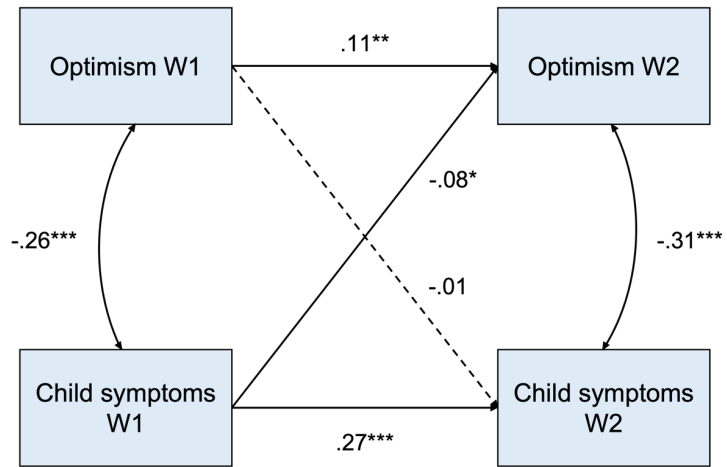 Optimism W1
.11**
Optimism W2
-.08*
-.26***
-.31***
-.01
Child symptoms
W1
.27***
Child symptoms
W2